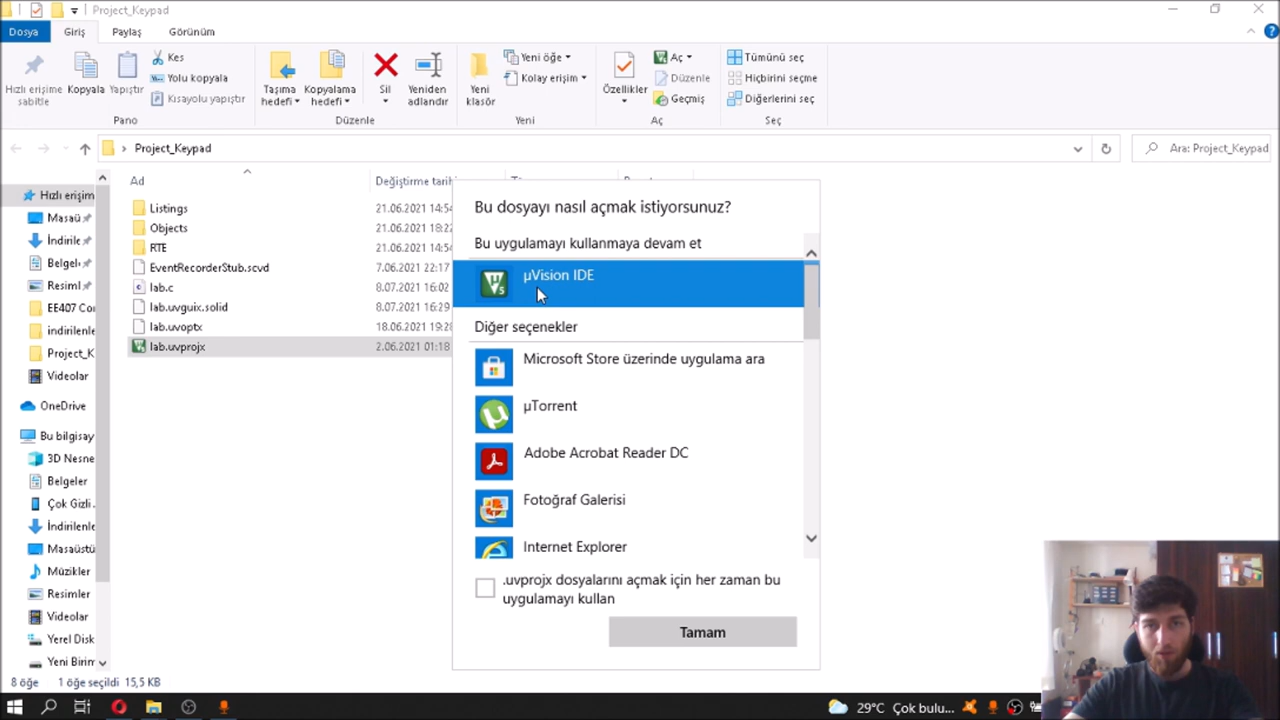 Project_Keypad
Dosya
Giriş
Paylaş
Görünüm
Hızlı erişime
sabitle
Kopyala
Yapıştır
Kes
Yolu kopyala
Kısayolu yapıştır
Pano
Taşıma
hedefi
Kopyalama
hedefi
Sil
Yeniden
adlandır
Düzenle
Yeni
klasör
Yeni öğe
Kolay erişim
Yeni
Özellikler
Aç
Düzenle
Geçmiş
Aç
Tümünü seç
Hiçbirini seçme
Diğerlerini seç
Seç
Project_Keypad
Ara: Project_Keypad
Ad
Değiştirme tarihi
Hızlı erişim
Masaü
İndirile
Belgel
Resiml
EE407 Cor
indirilenle
Project_K
Videolar
OneDrive
Bu bilgisay
3D Nesne
Belgeler
Çok Gizli
İndirilenle
Masaüstü
Müzikler
Resimler
Videolar
Yerel Disk
Yeni Birim
Listings 21.06.2021 14:54
Objects 21.06.2021 18:22
RTE 21.06.2021 14:54
EventRecorderStub.scvd 7.06.2021 22:17
lab.c 8.07.2021 16:02
lab.uvguix.solid 8.07.2021 16:29
lab.uvoptx 18.06.2021 19:28
lab.uvprojx 2.06.2021 01:18
Bu dosyayı nasıl açmak istiyorsunuz?
Bu uygulamayı kullanmaya devam et
µVision IDE
Diğer seçenekler
Microsoft Store üzerinde uygulama ara
µTorrent
Adobe Acrobat Reader DC
Fotoğraf Galerisi
Internet Explorer
.uvprojx dosyalarını açmak için her zaman bu
uygulamayı kullan
Tamam
8 öğe 1 öğe seçildi 15,5 KB
29°C Çok bulu...